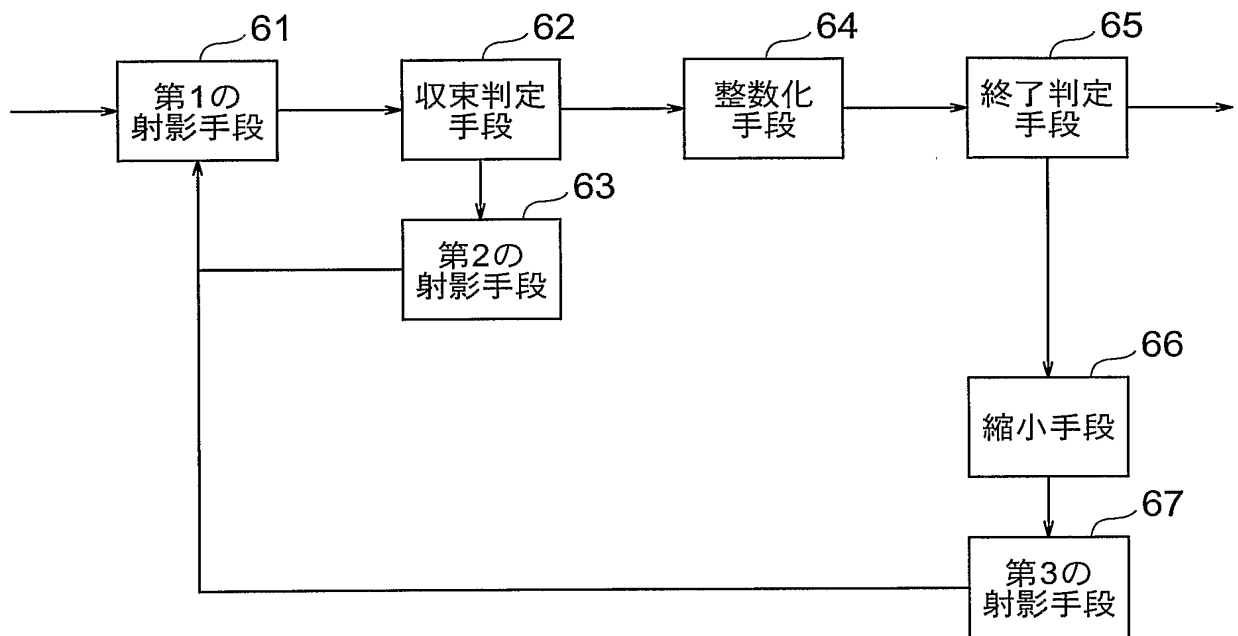 61
第1の
射影手段
62
収束判定
手段
64
整数化
手段
65
終了判定
手段
63
第2の
射影手段
66
縮小手段
67
第3の
射影手段